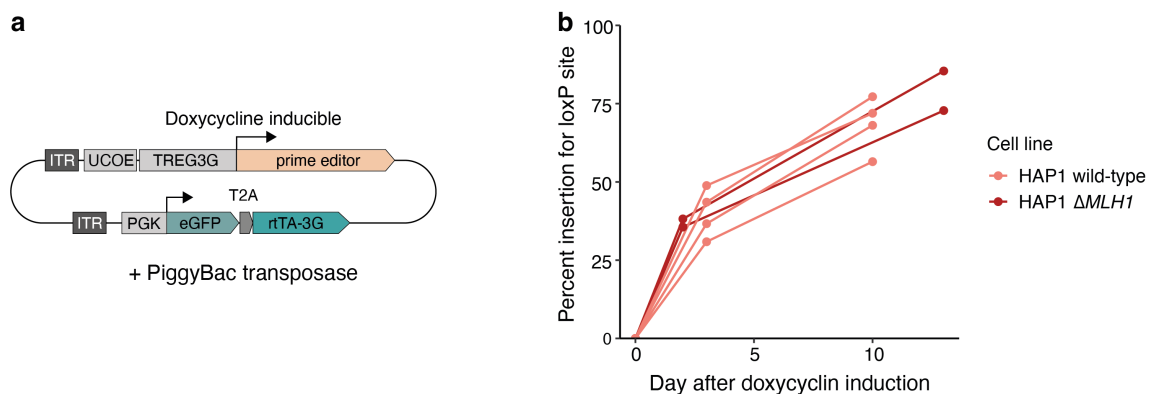 a
Doxycycline inducible
ITR UCOE TREG3G prime editor
T2A
ITR PGK eGFP rtTA-3G
+ PiggyBac transposase
b
Percent insertion for loxP site
100
75
50
25
0
0 5 10
Day after doxycyclin induction
Cell line
HAP1 wild-type
HAP1 ΔMLH1